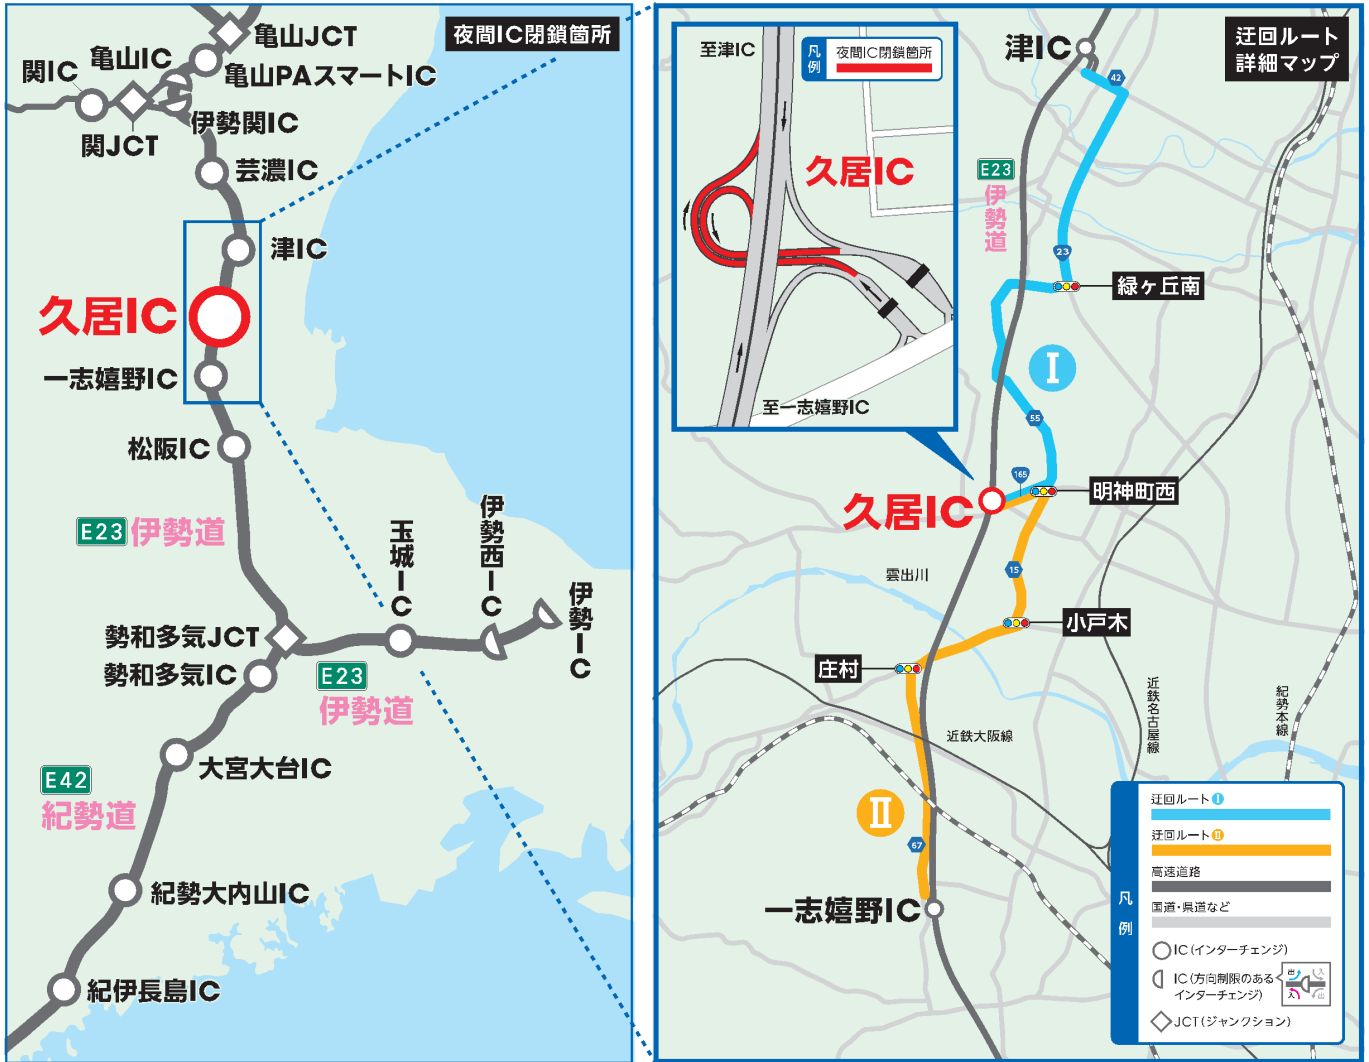 夜間IC閉鎖箇所
亀山JCT
亀山IC
亀山PAスマートIC
関IC
伊勢関IC
関JCT
芸濃IC
津IC
久居IC
一志嬉野IC
松阪IC
E23 伊勢道
玉城IC
伊勢西IC
伊勢IC
勢和多気JCT
勢和多気IC
E23
伊勢道
大宮大台IC
E42
紀勢道
紀勢大内山IC
紀伊長島IC
迂回ルート
詳細マップ
至津IC
凡例
夜間IC閉鎖箇所
久居IC
至一志嬉野IC
津IC
42
E23
伊勢道
23
緑ヶ丘南
I
55
165
明神町西
久居IC
15
雲出川
小戸木
庄村
近鉄名古屋線
紀勢本線
近鉄大阪線
II
67
一志嬉野IC
凡例
迂回ルートI
迂回ルートII
高速道路
国道・県道など
IC(インターチェンジ)
IC(方向制限のある
インターチェンジ)
出
入
入
出
JCT(ジャンクション)